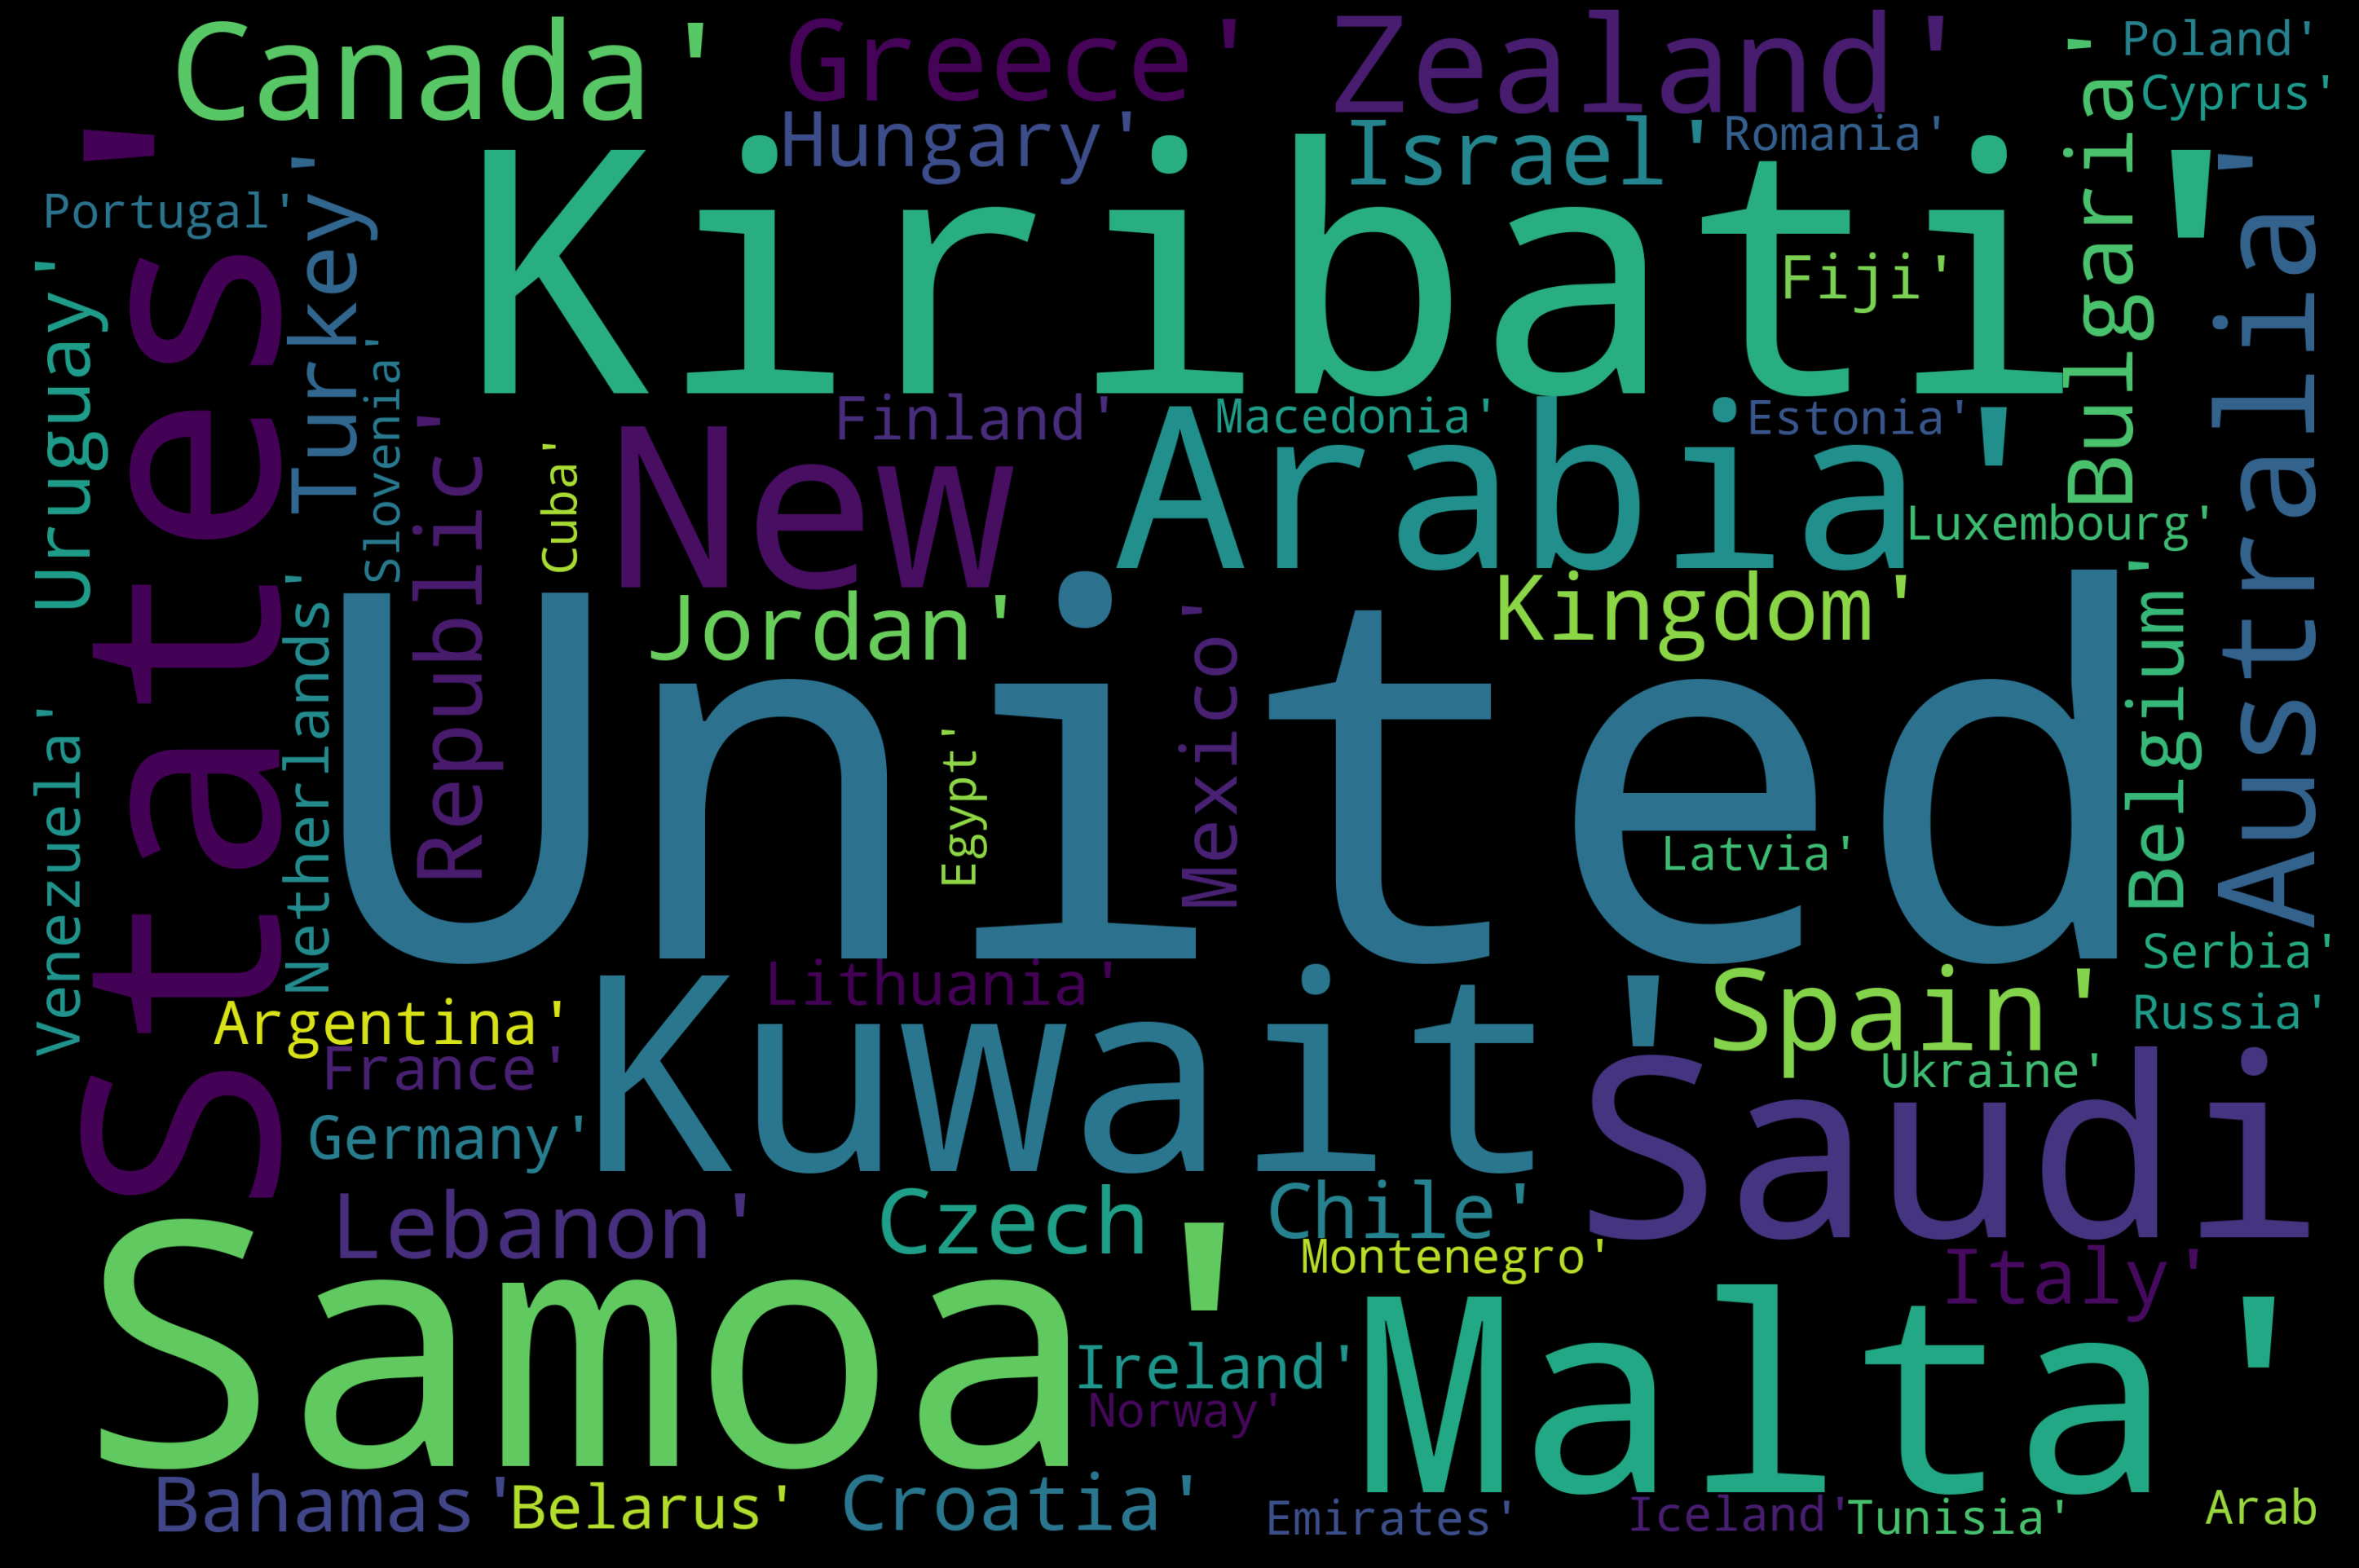 Canada'
Greece'
Zealand'
Poland'
Cyprus'
Hungary'
Israel'
Romania'
Bulgaria'
Portugal'
Turkey'
Kiribati'
Fiji'
Australia'
Uruguay'
States'
Slovenia'
Republic'
Cuba'
New
Finland'
Macedonia'
Arabia'
Estonia'
Luxembourg'
Jordan'
Kingdom'
Netherlands'
United
Mexico'
Belgium'
Venezuela'
Egypt'
Latvia'
Serbia'
Argentina'
Lithuania'
Spain'
Russia'
France'
Kuwait'
Ukraine'
Germany'
Saudi
Lebanon'
Czech
Chile'
Montenegro'
Italy'
Samoa'
Ireland'
Malta'
Norway'
Bahamas'
Belarus'
Croatia'
Emirates'
Iceland'
Tunisia'
Arab